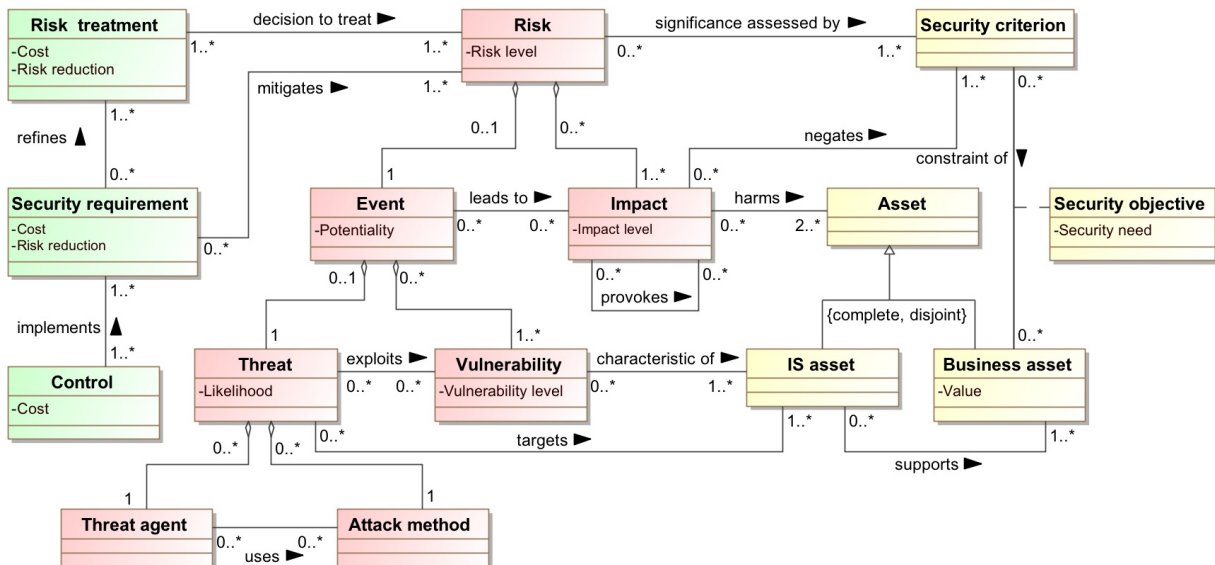 Risk treatment
-Cost
-Risk reduction
decision to treat
1..*
1..*
Risk
-Risk level
significance assessed by
0..*
1..*
Security criterion
mitigates
1..*
1..*
refines
0..*
0..1
0..*
1
1..*
negates
1..*
0..*
0..*
constraint of
Security requirement
-Cost
-Risk reduction
0..*
Event
-Potentiality
leads to
0..*
0..*
Impact
-Impact level
harms
0..*
2..*
Asset
Security objective
-Security need
0..1
0..*
0..*
0..*
provokes
1..*
implements
1..*
{complete, disjoint}
1
1..*
0..*
Control
-Cost
Threat
-Likelihood
exploits
0..*
0..*
Vulnerability
-Vulnerability level
characteristic of
0..*
1..*
IS asset
Business asset
-Value
0..*
0..*
0..*
targets
1..*
0..*
supports
1..*
1
1
Threat agent
0..*
uses
0..*
Attack method